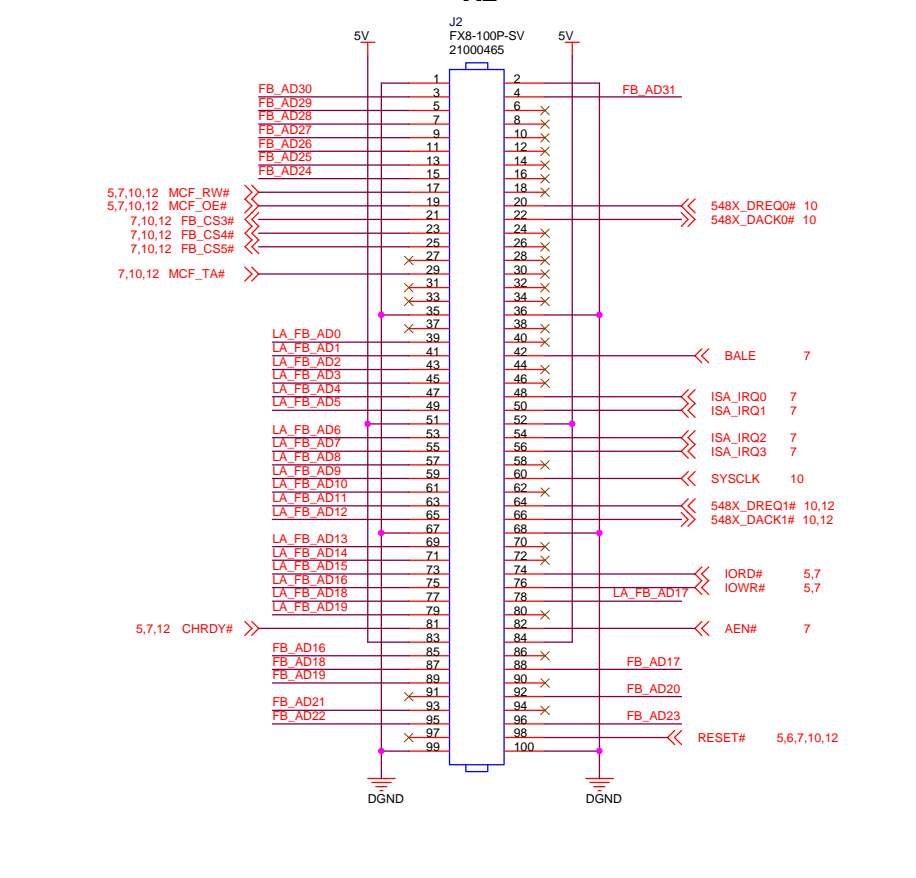 J2
5V FX8-100P-SV 5V
21000465
1 2
FB_AD30 3 4 FB_AD31
FB_AD29 5 6
FB_AD28 7 8
FB_AD27 9 10
FB_AD26 11 12
FB_AD25 13 14
FB_AD24 15 16
5,7,10,12 MCF_RW# 17 18
5,7,10,12 MCF_OE# 19 20 548X_DREQ0# 10
7,10,12 FB_CS3# 21 22 548X_DACK0# 10
7,10,12 FB_CS4# 23 24
7,10,12 FB_CS5# 25 26
27 28
7,10,12 MCF_TA# 29 30
31 32
33 34
35 36
37 38
LA_FB_AD0 39 40
LA_FB_AD1 41 42 BALE 7
LA_FB_AD2 43 44
LA_FB_AD3 45 46
LA_FB_AD4 47 48 ISA_IRQ0 7
LA_FB_AD5 49 50 ISA_IRQ1 7
51 52
LA_FB_AD6 53 54 ISA_IRQ2 7
LA_FB_AD7 55 56 ISA_IRQ3 7
LA_FB_AD8 57 58
LA_FB_AD9 59 60 SYSCLK 10
LA_FB_AD10 61 62
LA_FB_AD11 63 64 548X_DREQ1# 10,12
LA_FB_AD12 65 66 548X_DACK1# 10,12
67 68
LA_FB_AD13 69 70
LA_FB_AD14 71 72
LA_FB_AD15 73 74 IORD# 5,7
LA_FB_AD16 75 76 IOWR# 5,7
LA_FB_AD18 77 78 LA_FB_AD17
LA_FB_AD19 79 80
5,7,12 CHRDY# 81 82 AEN# 7
83 84
FB_AD16 85 86
FB_AD18 87 88 FB_AD17
FB_AD19 89 90
91 92 FB_AD20
FB_AD21 93 94
FB_AD22 95 96 FB_AD23
97 98 RESET# 5,6,7,10,12
99 100
DGND DGND